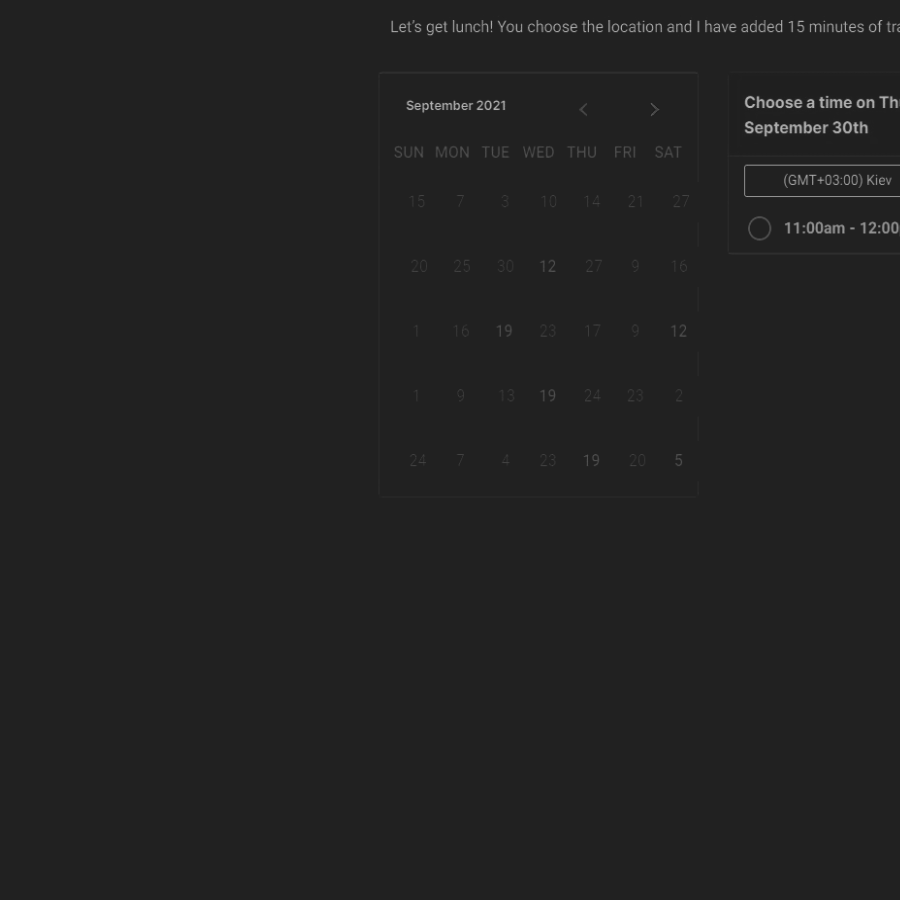 Let's get lunch! You choose the location and I have added 15 minutes of
September 2021
SUN MON TUE WED THU FRI SAT
15 7 3 10 14 21 27
20 25 30 12 27 9 16
1 16 19 23 17 9 12
1 9 13 19 24 23 2
24 7 4 23 19 20 5
Choose a time on
September 30th
(GMT+03:00) Kiev
11:00am - 12:00